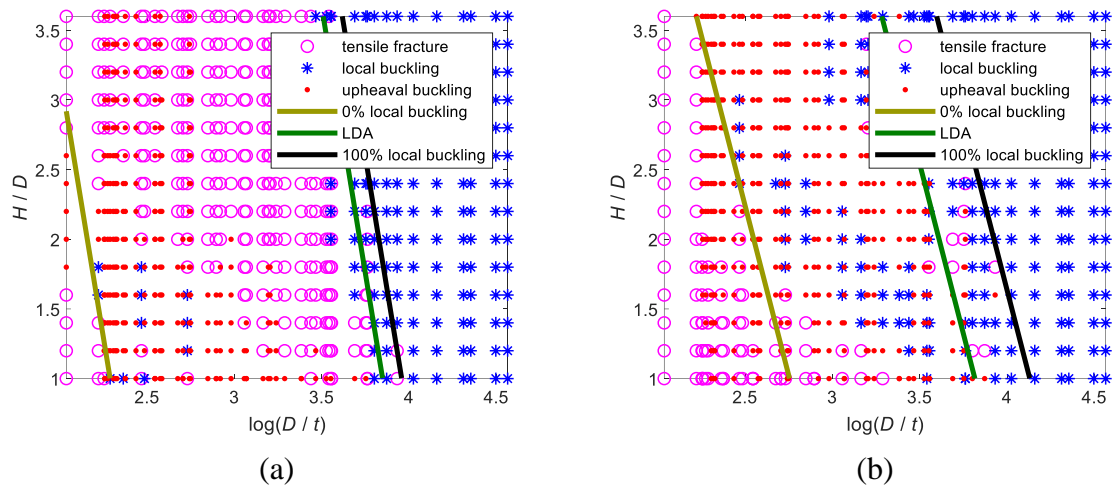 3.5
3
2.5
2
1.5
1
H / D
2.5
3
3.5
4
4.5
log(D / t)
tensile fracture
local buckling
upheaval buckling
0% local buckling
LDA
100% local buckling
(a)
3.5
3
2.5
2
1.5
1
H / D
2.5
3
3.5
4
4.5
log(D / t)
tensile fracture
local buckling
upheaval buckling
0% local buckling
LDA
100% local buckling
(b)